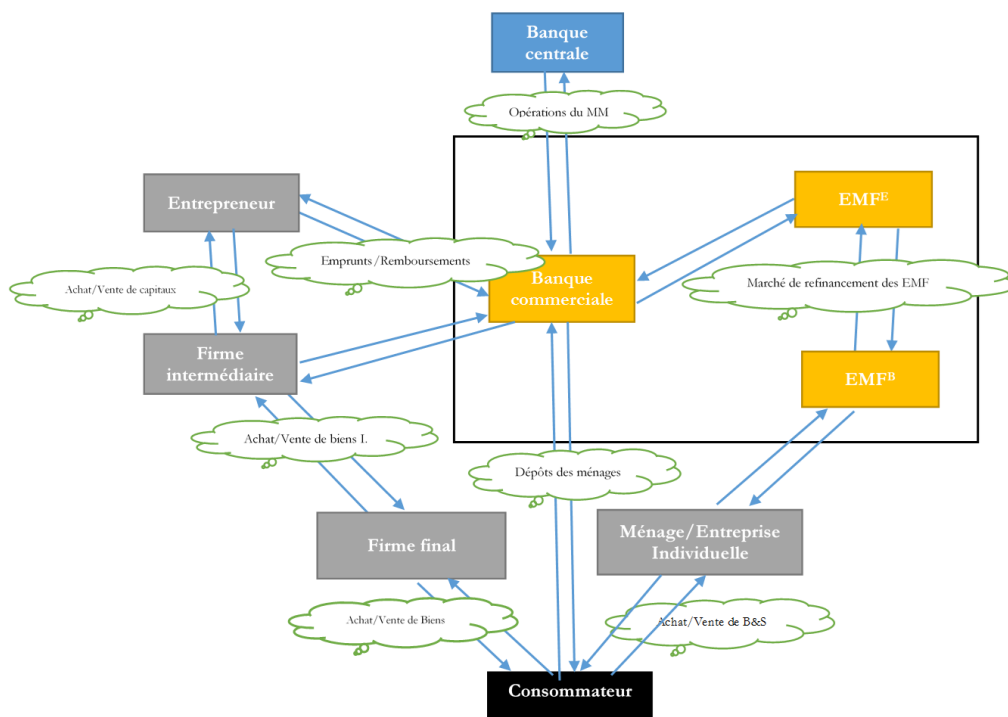 Banque
centrale
Opérations du MM
Entrepreneur
EMFᴱ
Emprunts/Remboursements
Banque
commerciale
Achat/Vente de capitaux
Marché de refinancement des EMF
Firme
intermédiaire
EMFᴮ
Achat/Vente de biens I.
Dépôts des ménages
Firme final
Ménage/Entreprise
Individuelle
Achat/Vente de Biens
Achat/Vente de B&S
Consommateur